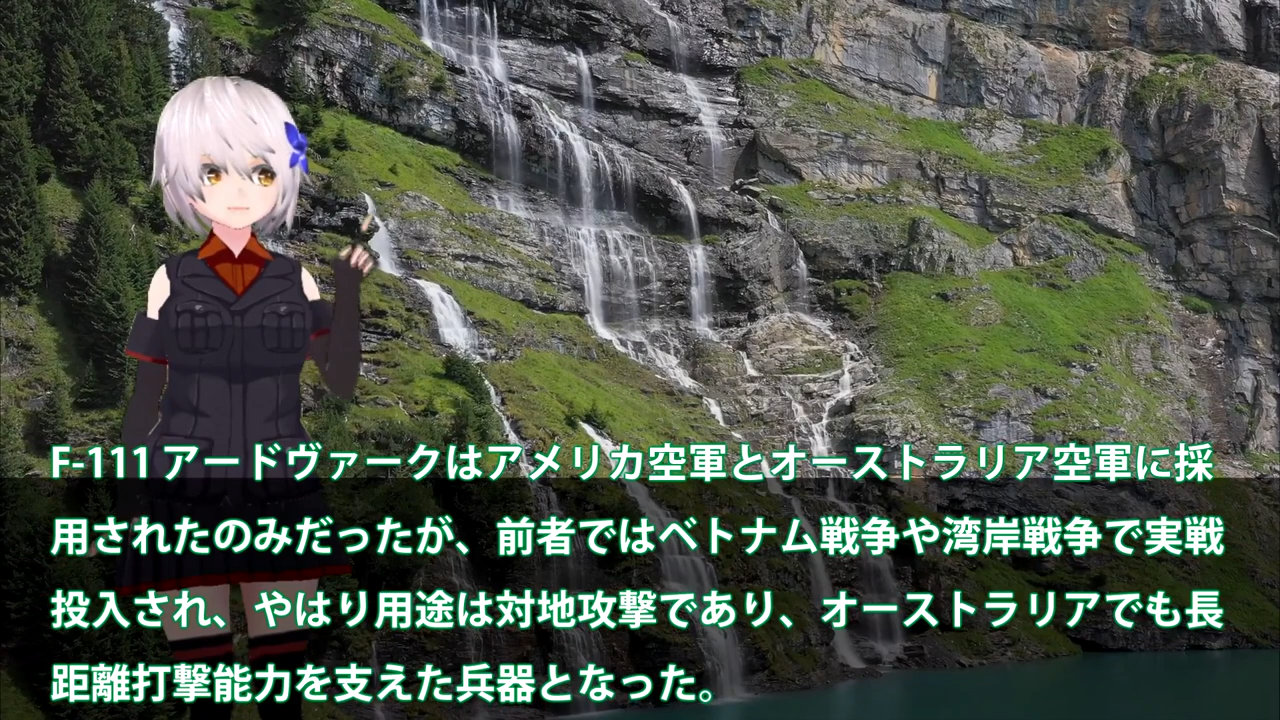 F-111 アードヴァークはアメリカ空軍とオーストラリア空軍に採
用されたのみだったが、前者ではベトナム戦争や湾岸戦争で実戦
投入され、やはり用途は対地攻撃であり、オーストラリアでも長
距離打撃能力を支えた兵器となった。